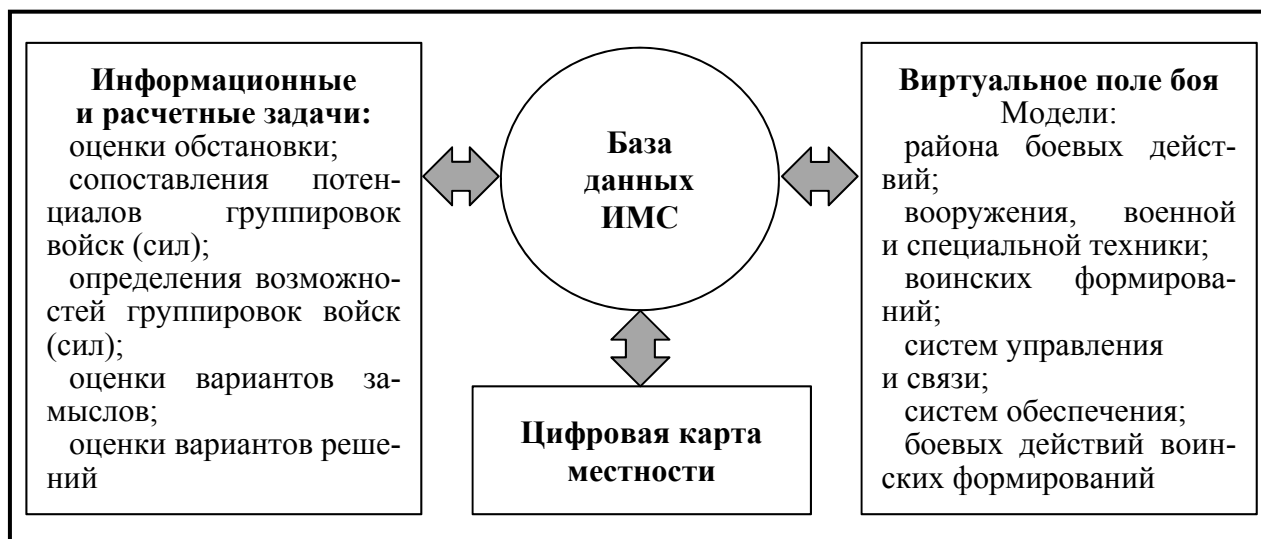 Информационные
и расчетные задачи:
оценки обстановки;
сопоставления потен-
циалов группировок
войск (сил);
определения возможно-
стей группировок войск
(сил);
оценки вариантов за-
мыслов;
оценки вариантов реше-
ний
База
данных
ИМС
Цифровая карта
местности
Виртуальное поле боя
Модели:
района боевых дейст-
вий;
вооружения, военной
и специальной техники;
воинских формирова-
ний;
систем управления
и связи;
систем обеспечения;
боевых действий воин-
ских формирований